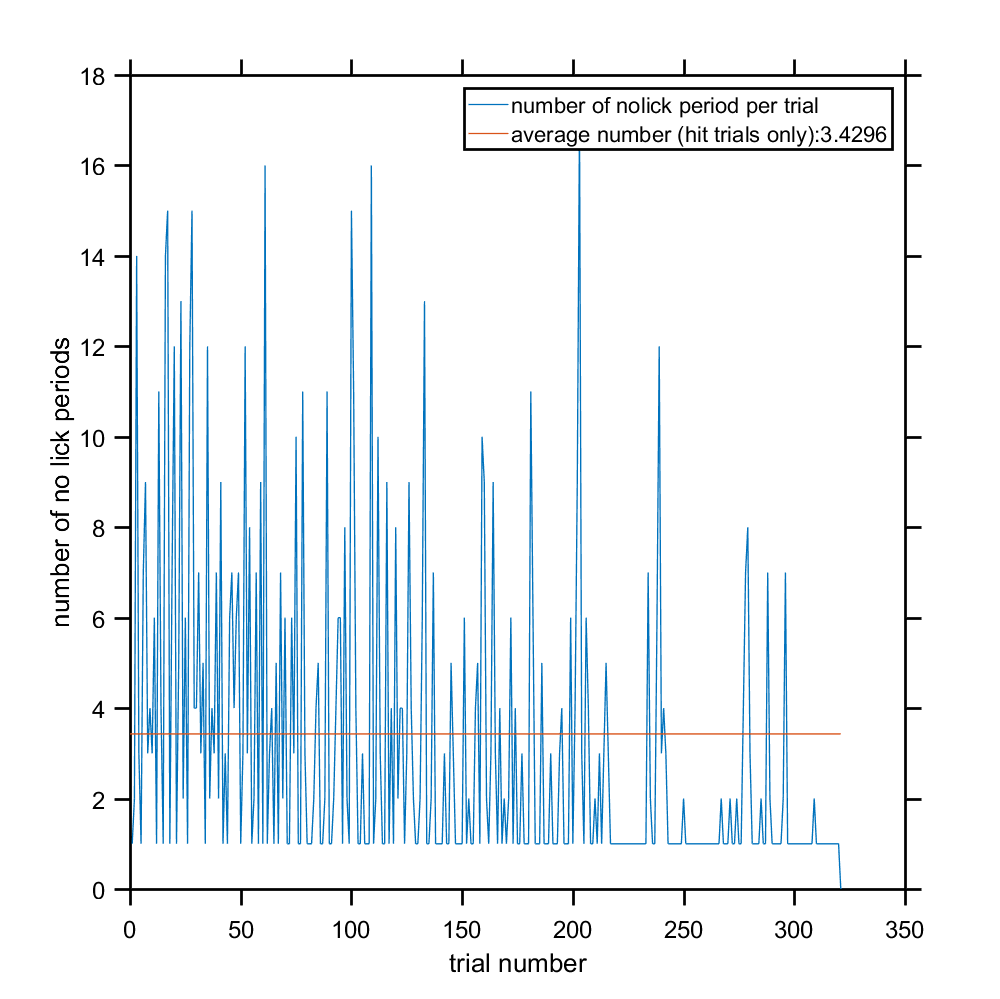 18
16
14
12
10
8
6
4
2
0
number of no lick periods
number of nolick period per trial
average number (hit trials only):3.4296
0 50 100 150 200 250 300 350
trial number